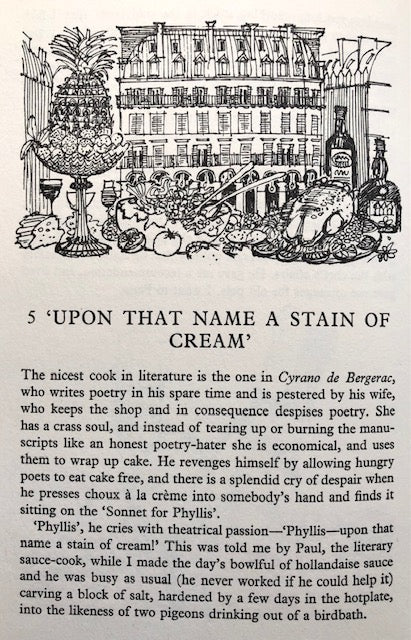 5 ‘UPON THAT NAME A STAIN OF
CREAM’
The nicest cook in literature is the one in Cyrano de Bergerac,
who writes poetry in his spare time and is pestered by his wife,
who keeps the shop and in consequence despises poetry. She
has a crass soul, and instead of tearing up or burning the manu-
scripts like an honest poetry-hater she is economical, and uses
them to wrap up cake. He revenges himself by allowing hungry
poets to eat cake free, and there is a splendid cry of despair when
he presses choux à la crème into somebody’s hand and finds it
sitting on the ‘Sonnet for Phyllis’.
‘Phyllis’, he cries with theatrical passion—‘Phyllis—upon that
name a stain of cream!’ This was told me by Paul, the literary
sauce-cook, while I made the day’s bowlful of hollandaise sauce
and he was busy as usual (he never worked if he could help it)
carving a block of salt, hardened by a few days in the hotplate,
into the likeness of two pigeons drinking out of a birdbath.